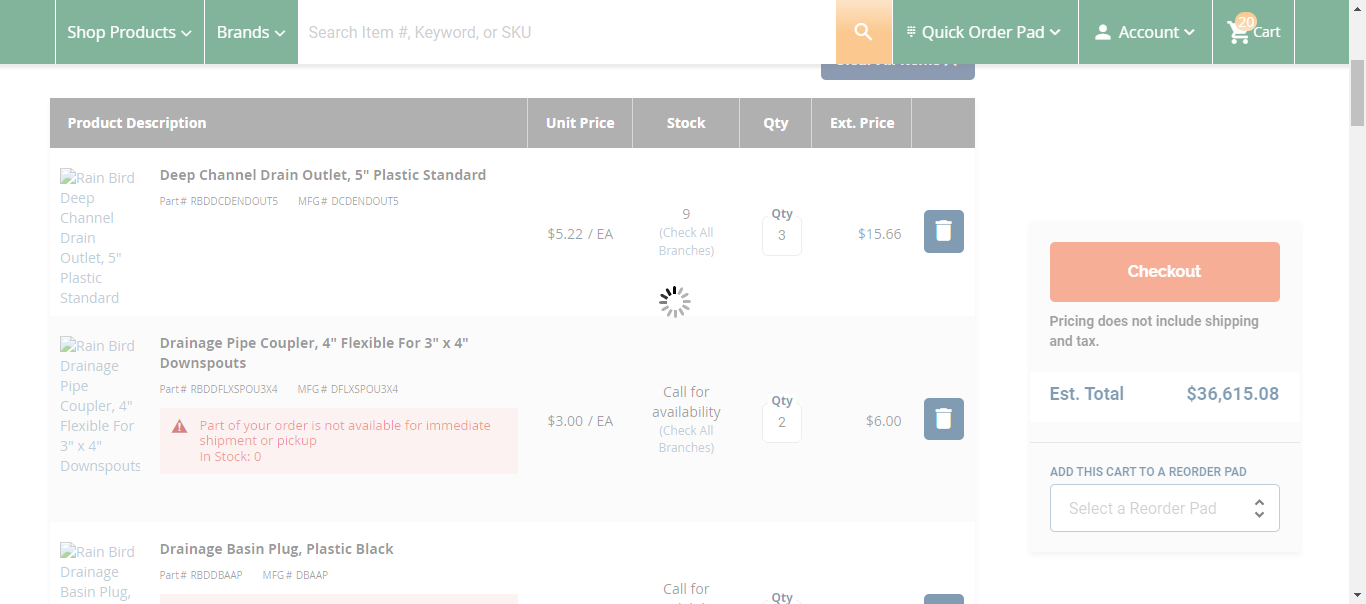 Shop Products
Brands
Search Item #, Keyword, or SKU
Quick Order Pad
Account
20
Cart
Product Description
Unit Price
Stock
Qty
Ext. Price
Rain Bird
Deep
Channel
Drain
Outlet, 5"
Plastic
Standard
Deep Channel Drain Outlet, 5" Plastic Standard
Part# RBDDCDENDOUT5 MFG# DCDENDOUT5
$5.22 / EA
9
(Check All
Branches)
Qty
3
$15.66
Rain Bird
Drainage
Pipe
Coupler, 4"
Flexible For
3" x 4"
Downspouts
Drainage Pipe Coupler, 4" Flexible For 3" x 4"
Downspouts
Part# RBDDFLXSPOU3X4 MFG# DFLXSPOU3X4
Part of your order is not available for immediate
shipment or pickup
In Stock: 0
$3.00 / EA
Call for
availability
(Check All
Branches)
Qty
2
$6.00
Rain Bird
Drainage
Basin Plug,
Drainage Basin Plug, Plastic Black
Part# RBDDBAAP MFG# DBAAP
Call for
Qty
Checkout
Pricing does not include shipping
and tax.
Est. Total $36,615.08
ADD THIS CART TO A REORDER PAD
Select a Reorder Pad